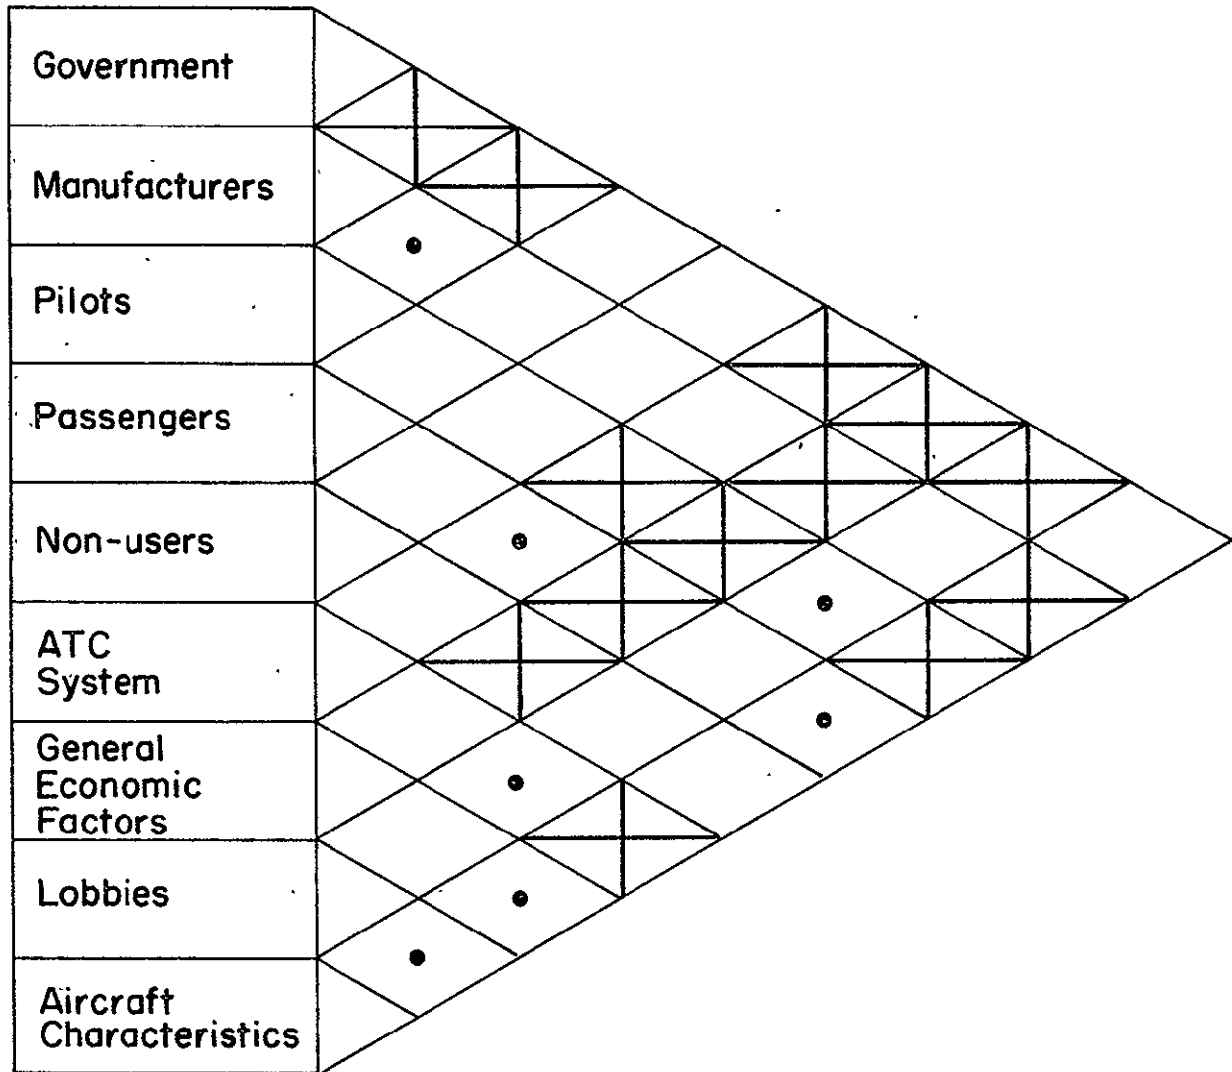 Government
Manufacturers
Pilots
Passengers
Non-users
ATC
System
General
Economic
Factors
Lobbies
Aircraft
Characteristics